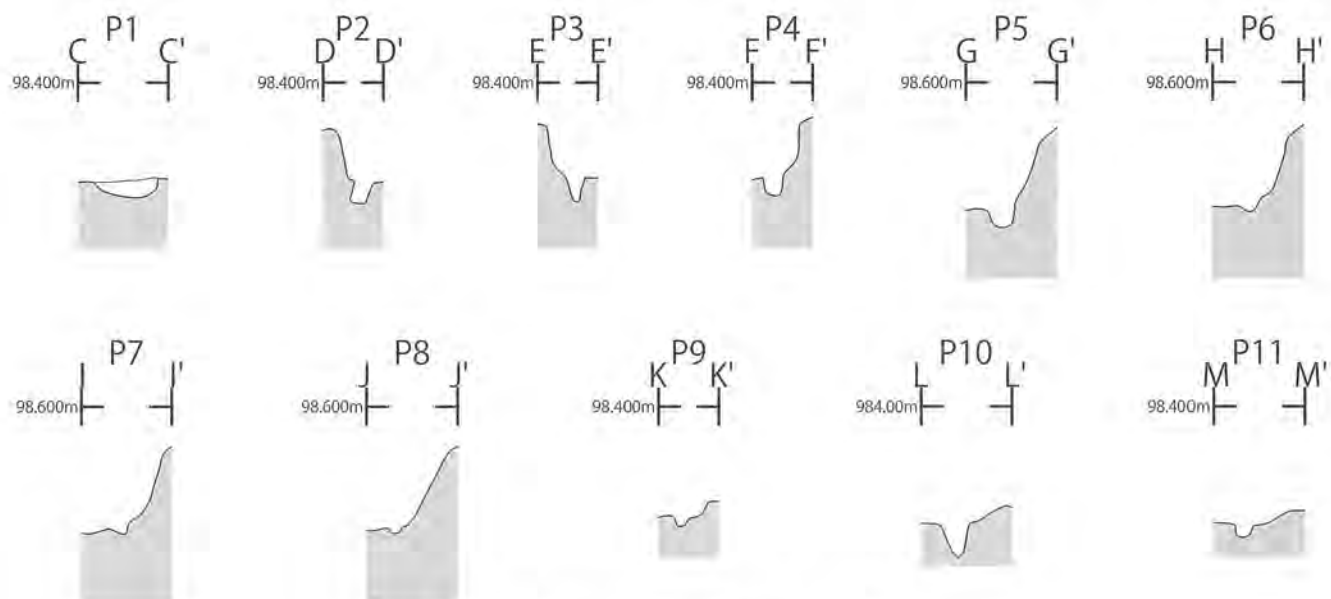 P1 P2 P3 P4 P5 P6
C C' D D' E E' F F' G G' H H'
98.400m 98.400m 98.400m 98.400m 98.600m 98.600m
P7 P8 P9 P10 P11
I I' J J' K K' L L' M M'
98.600m 98.600m 98.400m 984.00m 98.400m